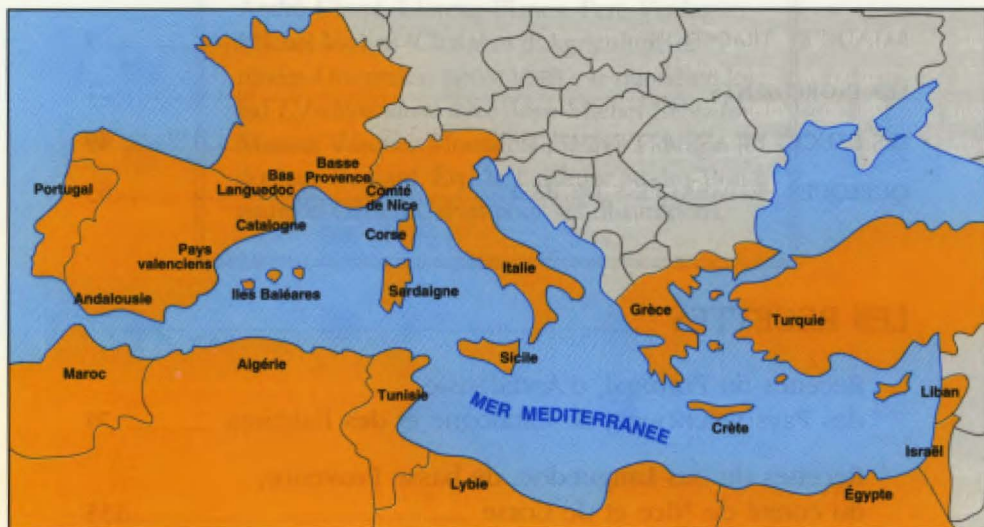 Portugal
Bas
Languedoc
Basse
Provence
Comté
de Nice
Catalogne
Corse
Pays
valenciens
Italie
Andalousie
Iles Baléares
Sardaigne
Grèce
Turquie
Sicile
Maroc
Algérie
Tunisie
MER MEDITERRANEE
Crète
Liban
Israël
Lybie
Égypte